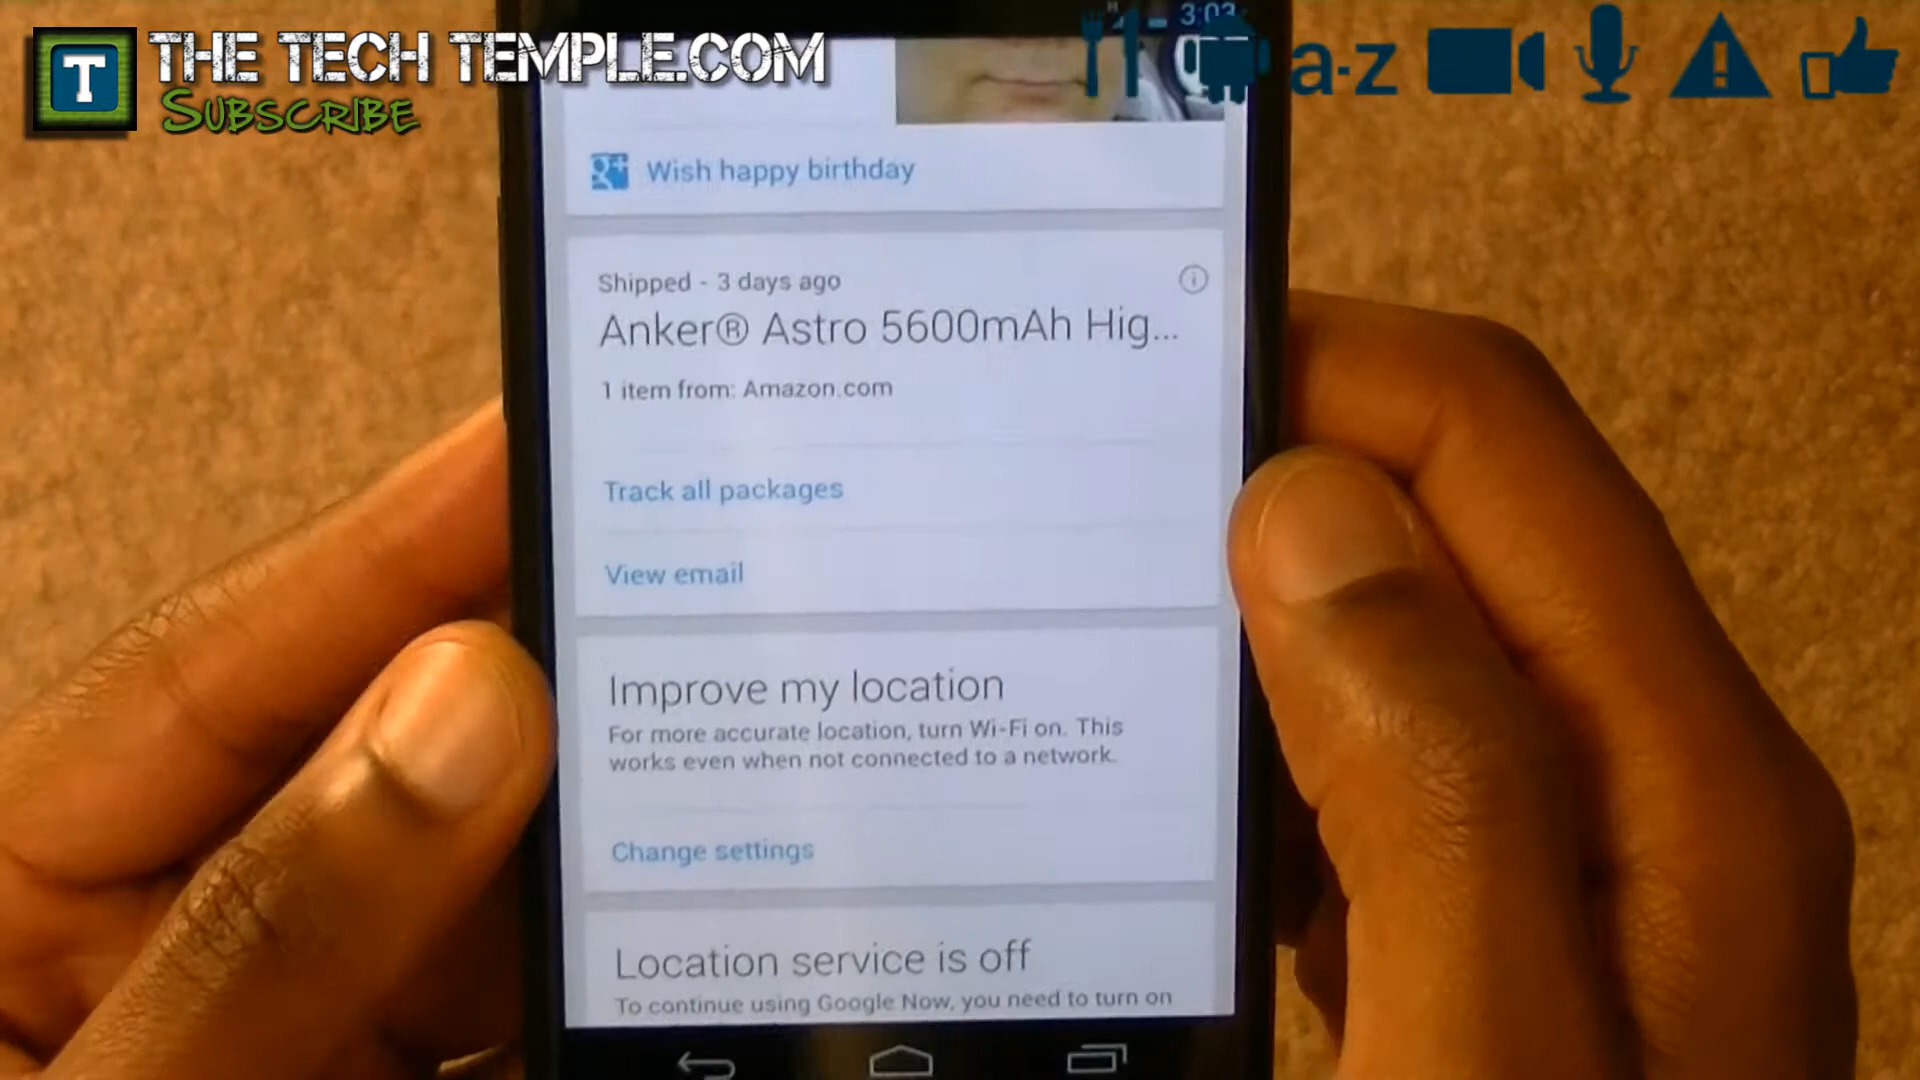 T THE TECH TEMPLE.COM
SUBSCRIBE
a-z
3:03
Wish happy birthday
Shipped - 3 days ago
Anker® Astro 5600mAh Hig...
1 item from: Amazon.com
Track all packages
View email
Improve my location
For more accurate location, turn Wi-Fi on. This
works even when not connected to a network.
Change settings
Location service is off
To continue using Google Now, you need to turn on